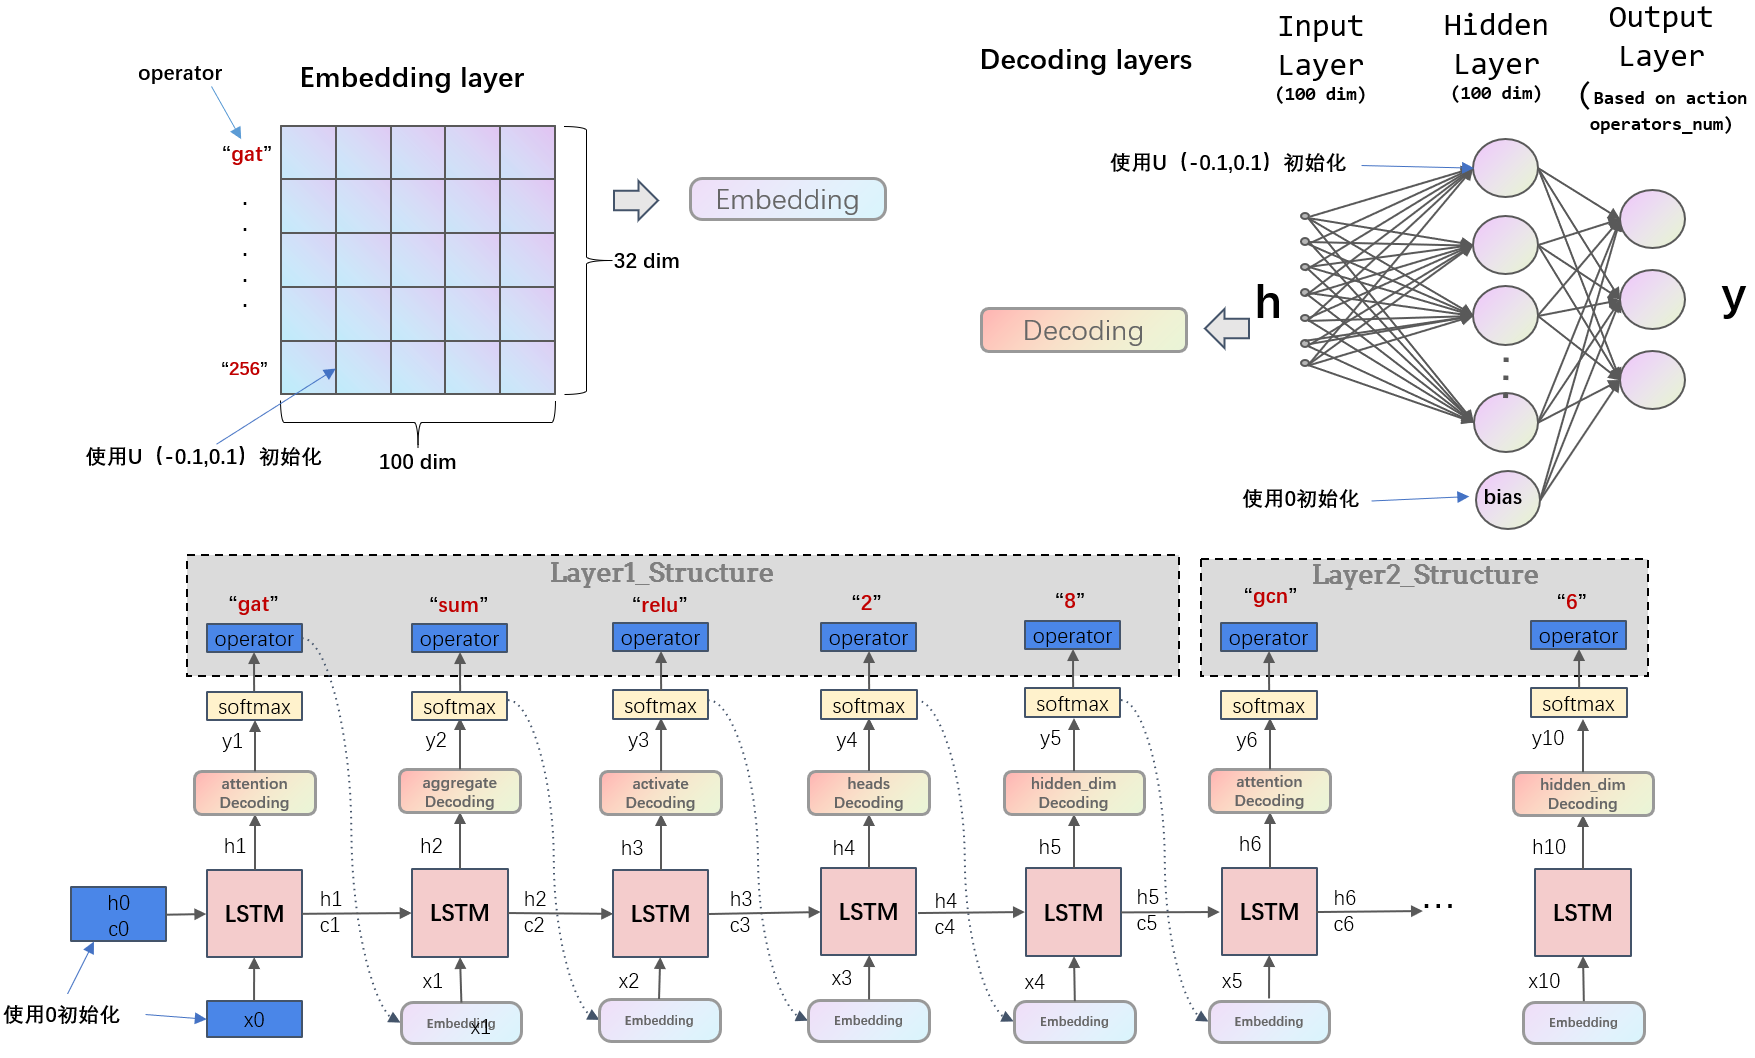 operator
Embedding layer
“gat”
.
.
.
.
.
“256”
Embedding
32 dim
100 dim
使用U（-0.1,0.1）初始化
Decoding layers
Input
Layer
(100 dim)
Hidden
Layer
(100 dim)
Output
Layer
(Based on action
operators_num)
使用U（-0.1,0.1）初始化
h
y
Decoding
使用0初始化
bias
Layer1_Structure
Layer2_Structure
“gat”
“sum”
“relu”
“2”
“8”
“gcn”
“6”
operator
operator
operator
operator
operator
operator
operator
softmax
softmax
softmax
softmax
softmax
softmax
softmax
y1
y2
y3
y4
y5
y6
y10
attention
Decoding
aggregate
Decoding
activate
Decoding
heads
Decoding
hidden_dim
Decoding
attention
Decoding
hidden_dim
Decoding
h1
h2
h3
h4
h5
h6
h10
h0
c0
LSTM
h1
c1
LSTM
h2
c2
LSTM
h3
c3
LSTM
h4
c4
LSTM
h5
c5
LSTM
h6
c6
...
LSTM
x1
x2
x3
x4
x5
x10
使用0初始化
x0
Embedding
x1
Embedding
Embedding
Embedding
Embedding
Embedding